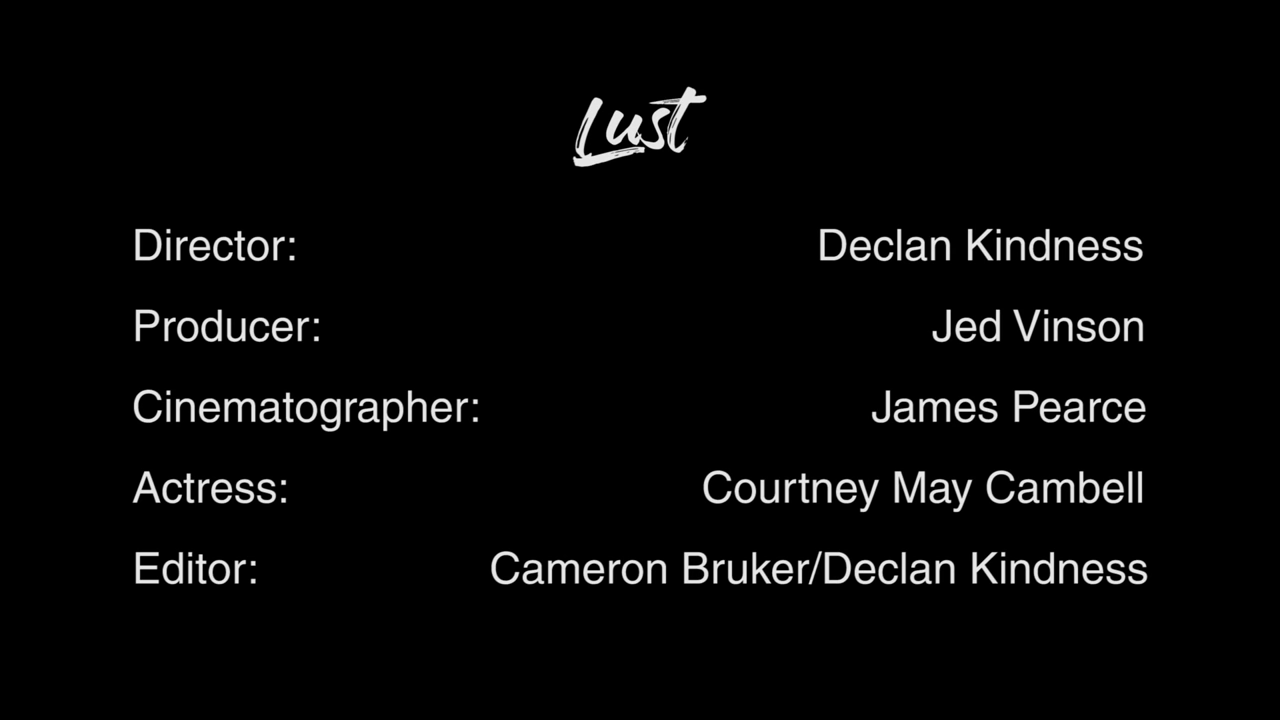 Lust
Director: Declan Kindness
Producer: Jed Vinson
Cinematographer: James Pearce
Actress: Courtney May Cambell
Editor: Cameron Bruker/Declan Kindness